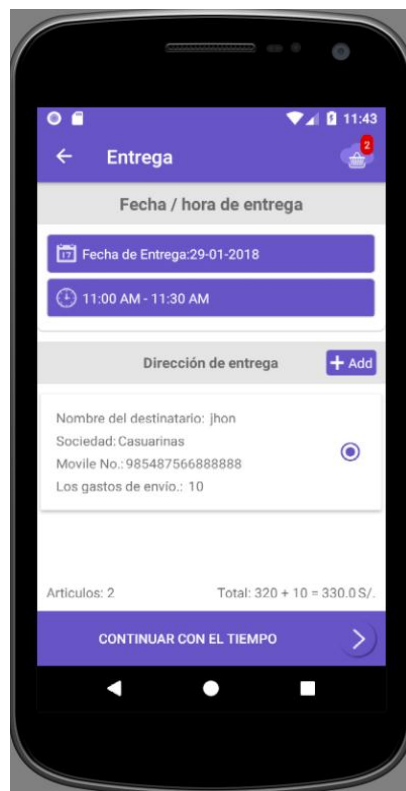 11:43
Entrega
2
Fecha / hora de entrega
17
Fecha de Entrega:29-01-2018
11:00 AM - 11:30 AM
Dirección de entrega
+ Add
Nombre del destinatario: jhon
Sociedad: Casuarinas
Movile No.: 985487566888888
Los gastos de envío.: 10
Articulos: 2 Total: 320 + 10 = 330.0 S/.
CONTINUAR CON EL TIEMPO